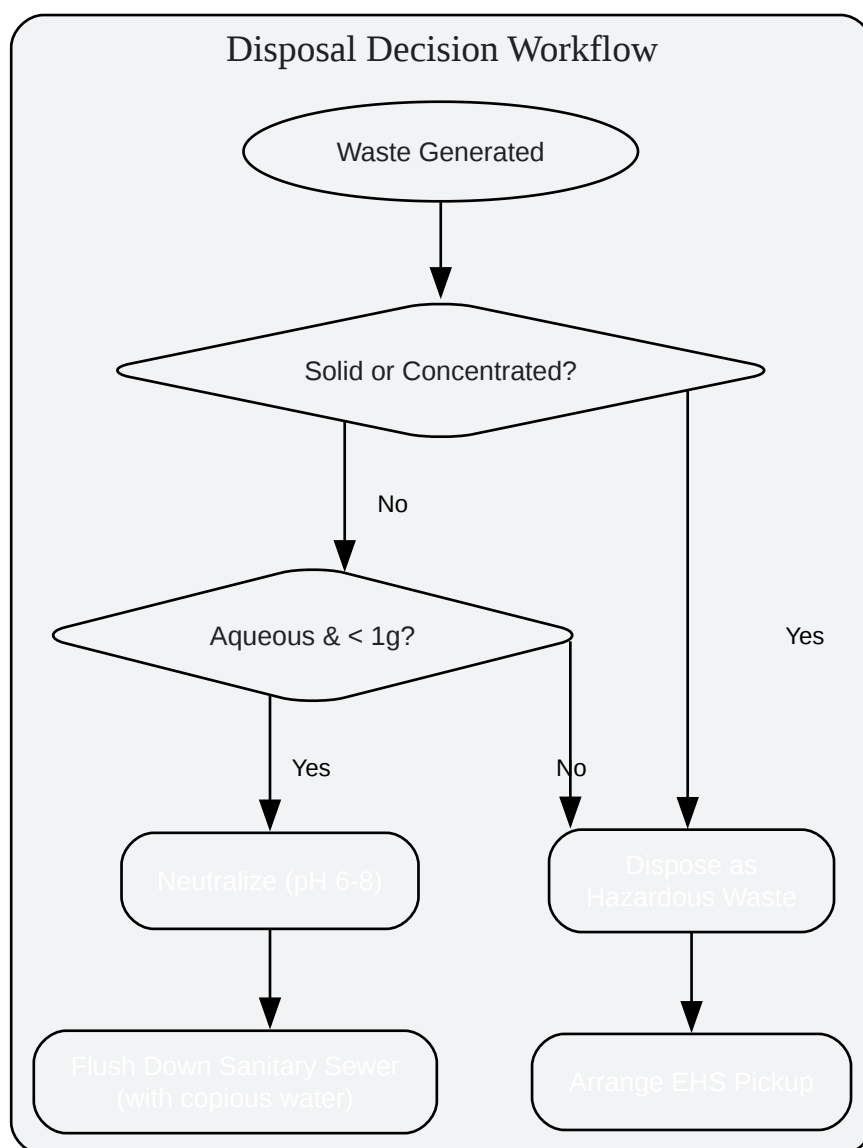 Disposal Decision Workflow
Waste Generated
Solid or Concentrated?
No
Aqueous & < 1g?
Yes
Yes
No
Neutralize (pH 6-8)
Dispose as
Hazardous Waste
Flush Down Sanitary Sewer
(with copious water)
Arrange EHS Pickup